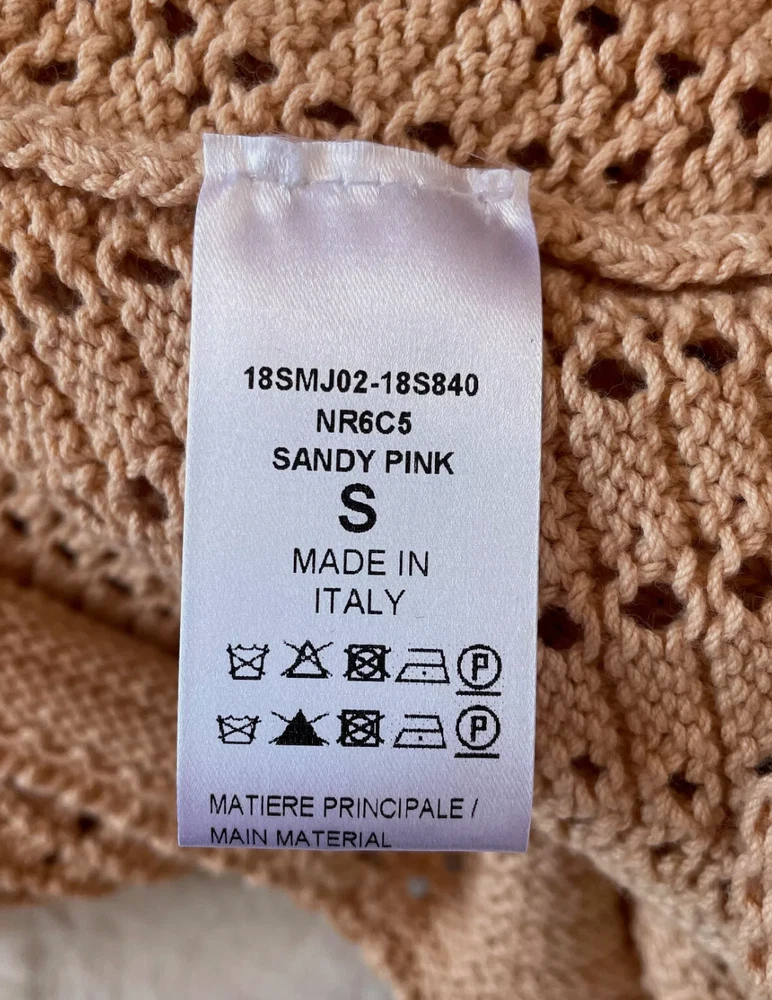 18SMJ02-18S840
NR6C5
SANDY PINK
S
MADE IN
ITALY
P
P
MATIERE PRINCIPALE /
MAIN MATERIAL